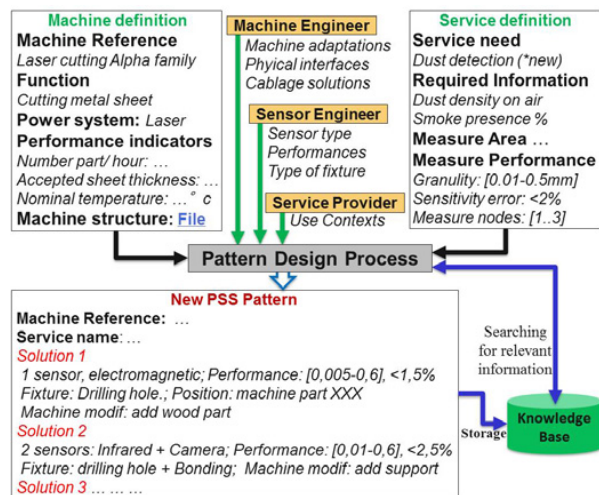 Machine definition
Machine Reference
Laser cutting Alpha family
Function
Cutting metal sheet
Power system: Laser
Performance indicators
Number part/ hour: …
Accepted sheet thickness: …
Nominal temperature: …° c
Machine structure: File
Machine Engineer
Machine adaptations
Phyical interfaces
Cablage solutions
Sensor Engineer
Sensor type
Performances
Type of fixture
Service Provider
Use Contexts
Service definition
Service need
Dust detection (*new)
Required Information
Dust density on air
Smoke presence %
Measure Area …
Measure Performance
Granulity: [0.01-0.5mm]
Sensitivity error: <2%
Measure nodes: [1..3]
Pattern Design Process
New PSS Pattern
Machine Reference: …
Service name: …
Solution 1
1 sensor, electromagnetic; Performance: [0,005-0,6], <1,5%
Fixture: Drilling hole.; Position: machine part XXX
Machine modif: add wood part
Solution 2
2 sensors: Infrared + Camera; Performance: [0,01-0,6], <2,5%
Fixture: drilling hole + Bonding; Machine modif: add support
Solution 3 … … …
Searching
for relevant
information
Storage
Knowledge
Base